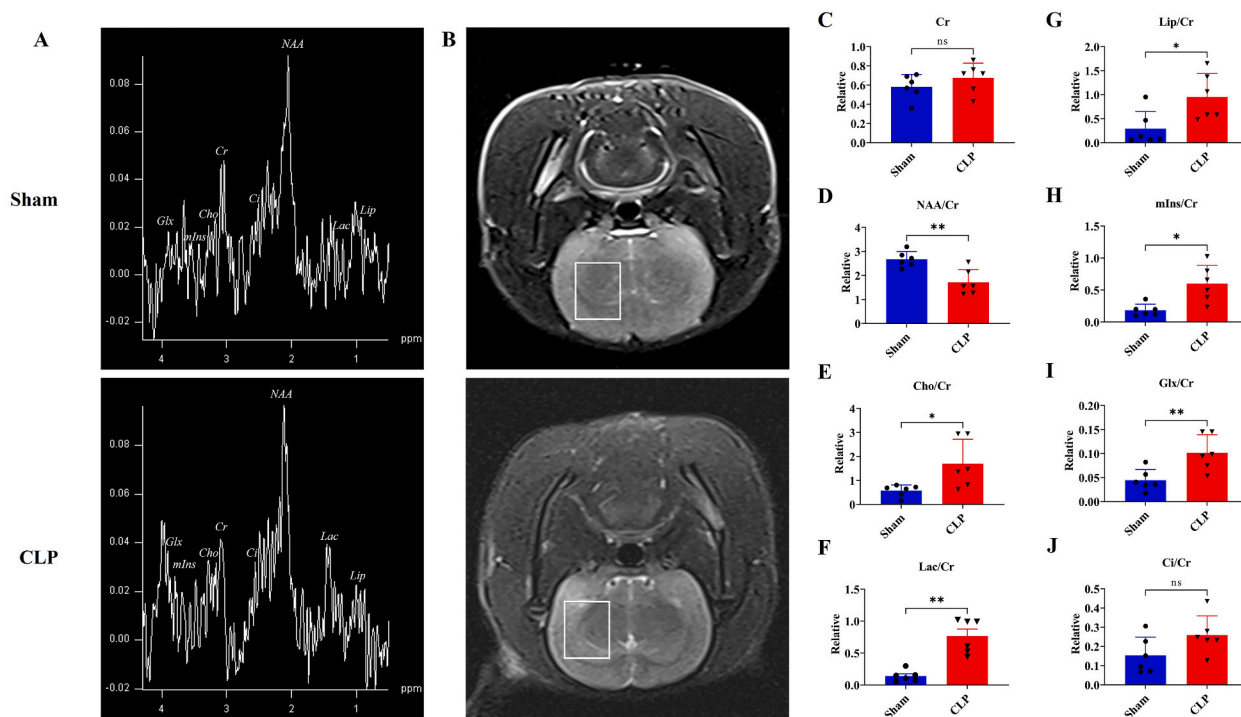 A
NAA
0.08
0.06
Cr
0.04
Ci
Cho
Glx
mIns
Lac
Lip
0.02
0.00
-0.02
4 3 2 1 ppm
Sham
NAA
0.08
0.06
0.04
Glx
mIns
Cho
Cr
Ci
Lac
Lip
0.02
0.00
-0.02
4 3 2 1 ppm
CLP
B
C
Cr
ns
Relative
1.0
0.8
0.6
0.4
0.2
0.0
Sham
CLP
D
NAA/Cr
**
Relative
4
3
2
1
0
Sham
CLP
E
Cho/Cr
*
Relative
4
3
2
1
0
Sham
CLP
F
Lac/Cr
**
Relative
1.5
1.0
0.5
0.0
Sham
CLP
G
Lip/Cr
*
Relative
2.0
1.5
1.0
0.5
0.0
Sham
CLP
H
mIns/Cr
*
Relative
1.5
1.0
0.5
0.0
Sham
CLP
I
Glx/Cr
**
Relative
0.20
0.15
0.10
0.05
0.00
Sham
CLP
J
Ci/Cr
ns
Relative
0.5
0.4
0.3
0.2
0.1
0.0
Sham
CLP